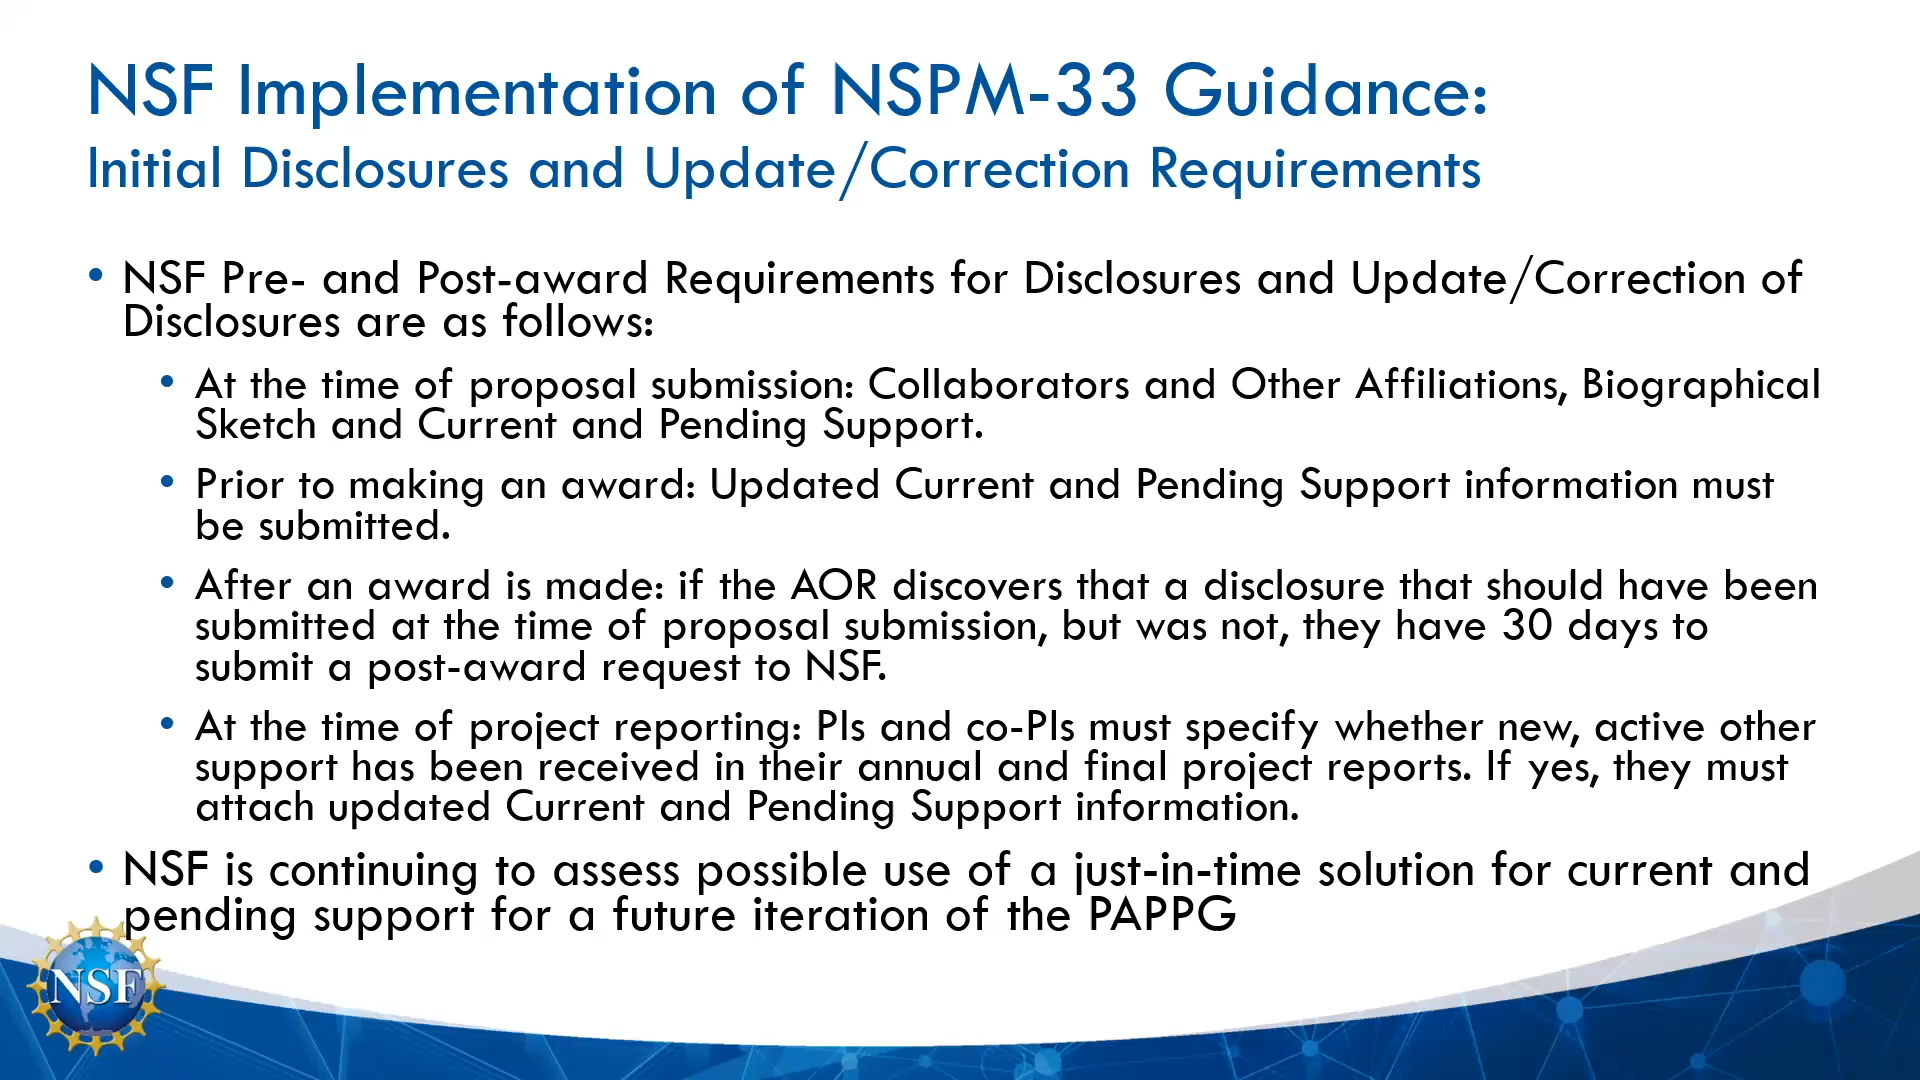 NSF Implementation of NSPM-33 Guidance:
Initial Disclosures and Update/Correction Requirements
• NSF Pre- and Post-award Requirements for Disclosures and Update/Correction of
Disclosures are as follows:
• At the time of proposal submission: Collaborators and Other Affiliations, Biographical
Sketch and Current and Pending Support.
• Prior to making an award: Updated Current and Pending Support information must
be submitted.
• After an award is made: if the AOR discovers that a disclosure that should have been
submitted at the time of proposal submission, but was not, they have 30 days to
submit a post-award request to NSF.
• At the time of project reporting: PIs and co-PIs must specify whether new, active other
support has been received in their annual and final project reports. If yes, they must
attach updated Current and Pending Support information.
• NSF is continuing to assess possible use of a just-in-time solution for current and
pending support for a future iteration of the PAPPG
NSF